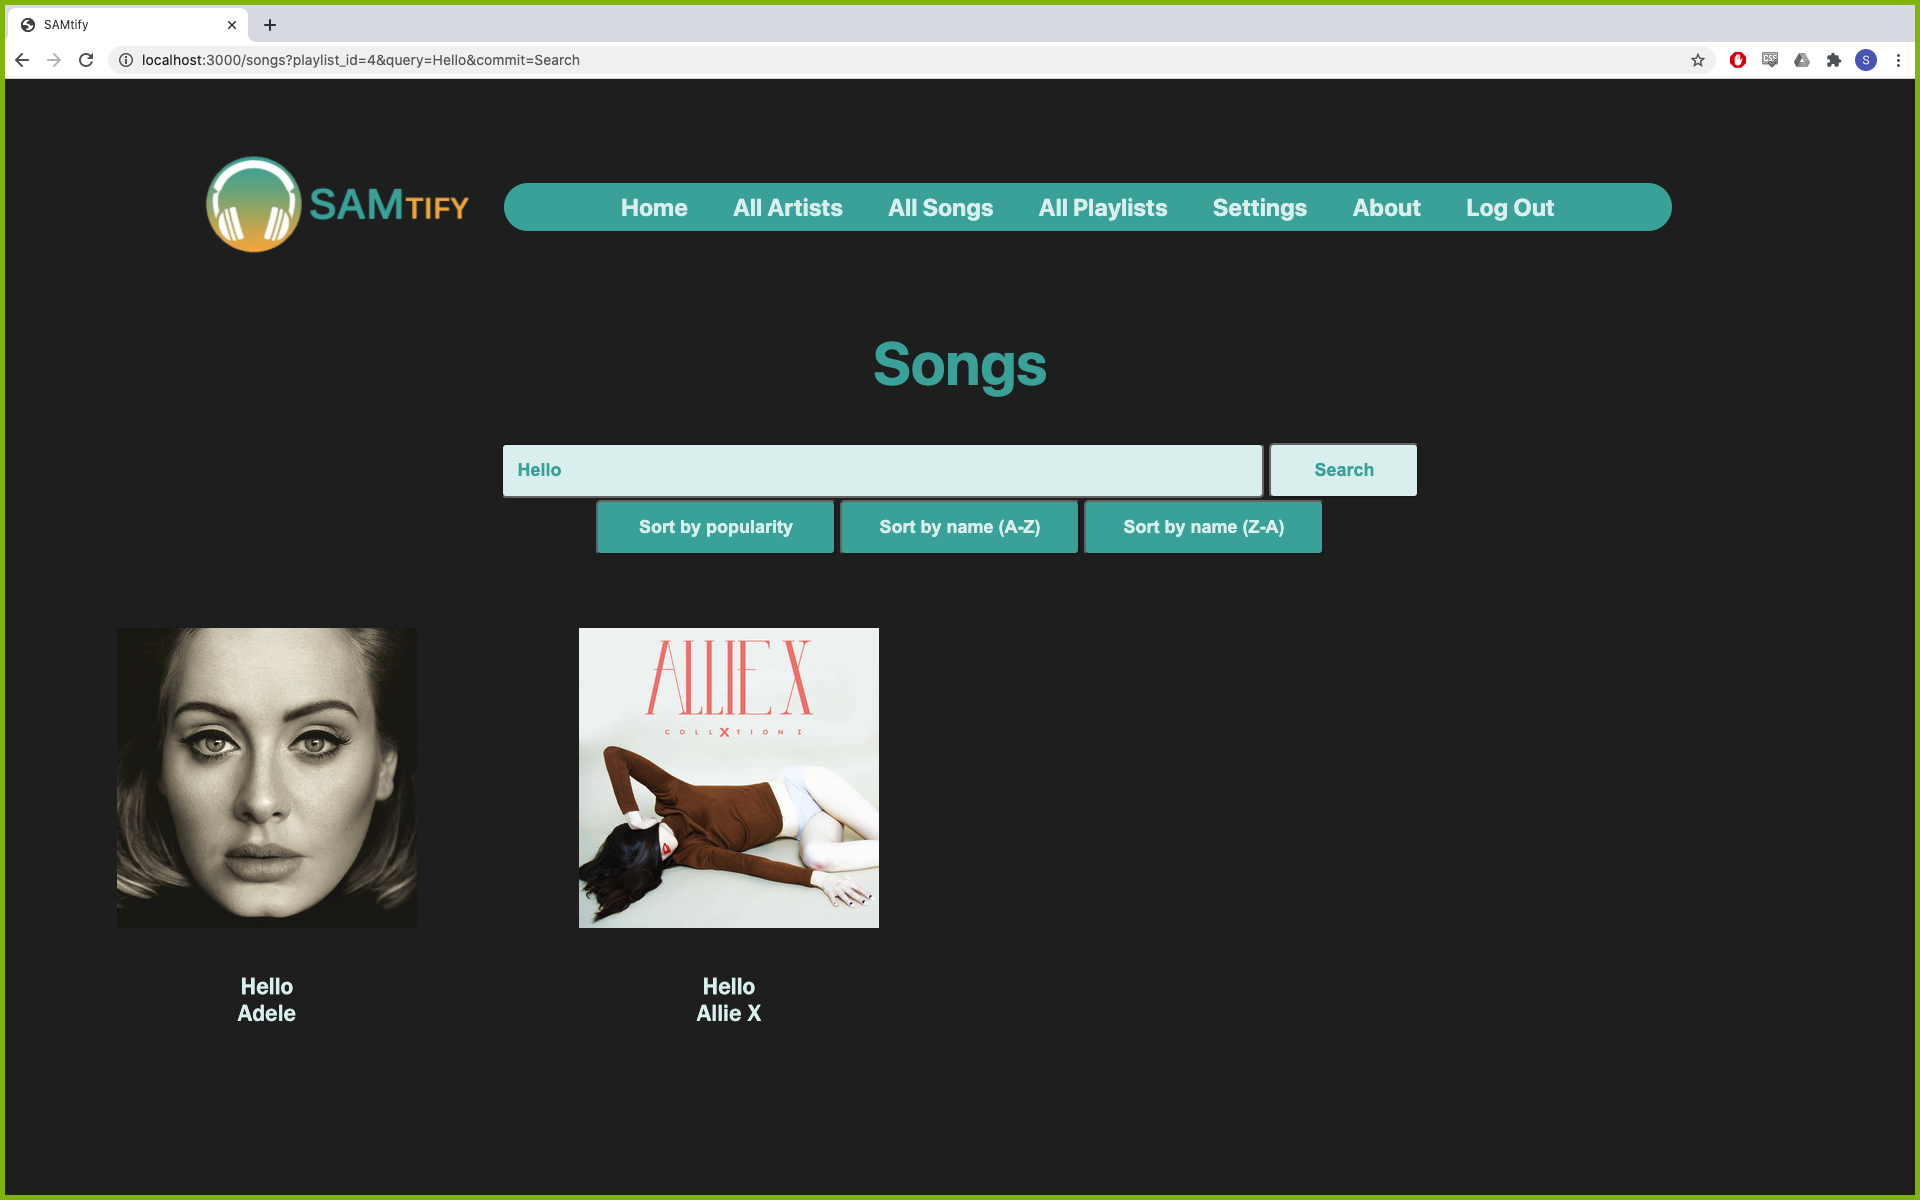 SAMtify
localhost:3000/songs?playlist_id=4&query=Hello&commit=Search
CSS
S
SAMTIFY
Home All Artists All Songs All Playlists Settings About Log Out
Songs
Hello Search
Sort by popularity Sort by name (A-Z) Sort by name (Z-A)
ALLIE X
COLLXTION I
Hello
Adele
Hello
Allie X